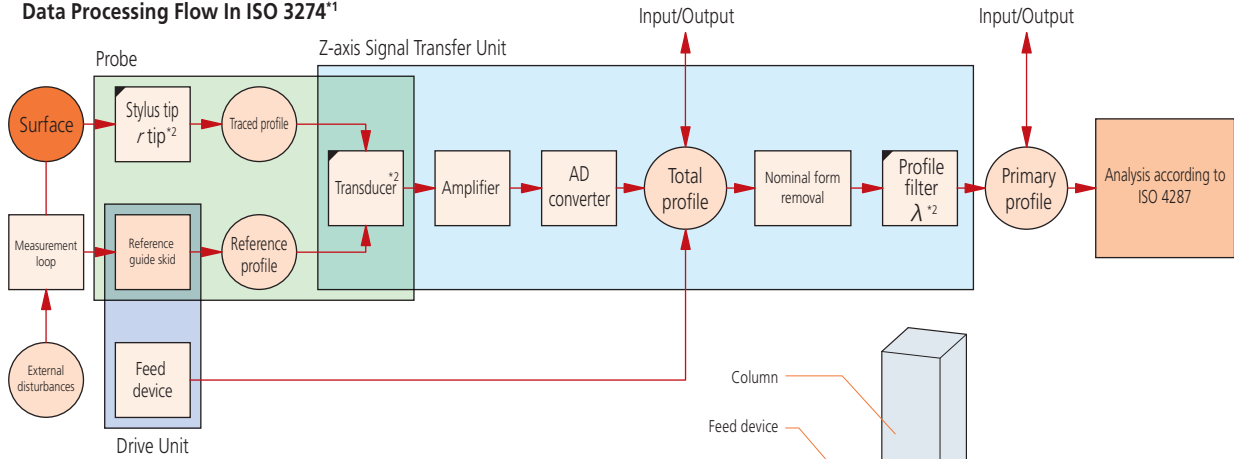 Data Processing Flow In ISO 3274*1
Input/Output
Input/Output
Probe
Z-axis Signal Transfer Unit
Surface
Stylus tip
r tip*2
Traced profile
Transducer*2
Amplifier
AD
converter
Total
profile
Nominal form
removal
Profile
filter
λ*2
Primary
profile
Analysis according to
ISO 4287
Measurement
loop
Reference
guide skid
Reference
profile
External
disturbances
Feed
device
Drive Unit
Column
Feed device